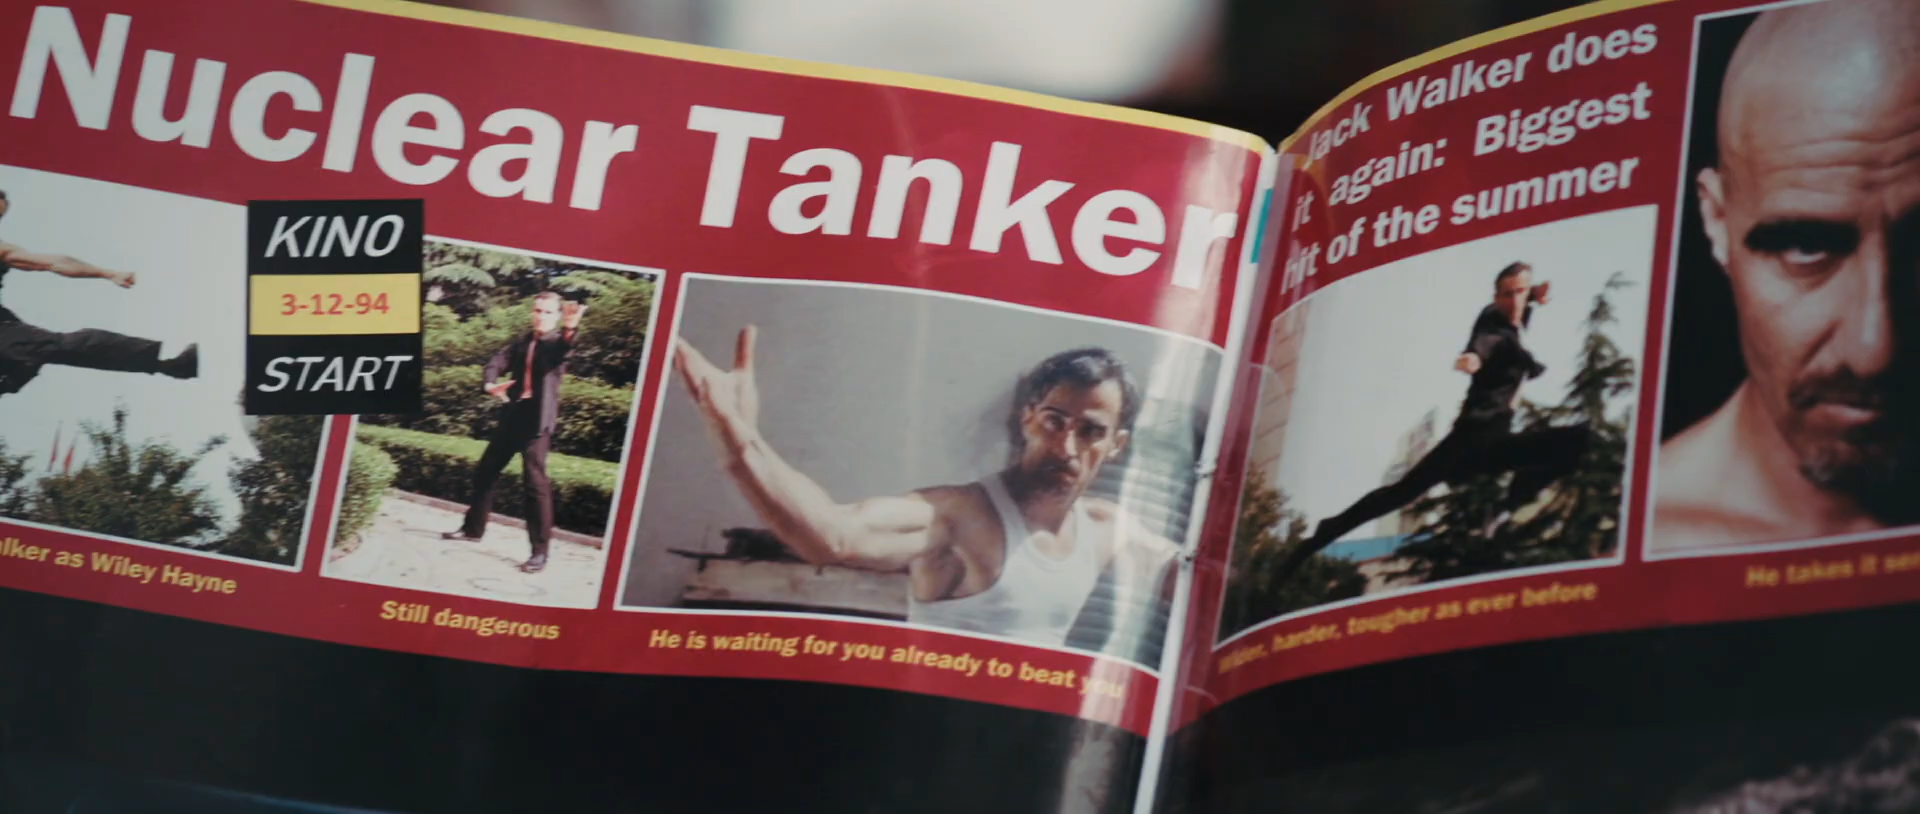 Nuclear Tanker
KINO
3-12-94
START
Jack Walker does
it again: Biggest
hit of the summer
as Wiley Hayne
Still dangerous
He is waiting for you already to beat you
harder, tougher as ever before
He takes it